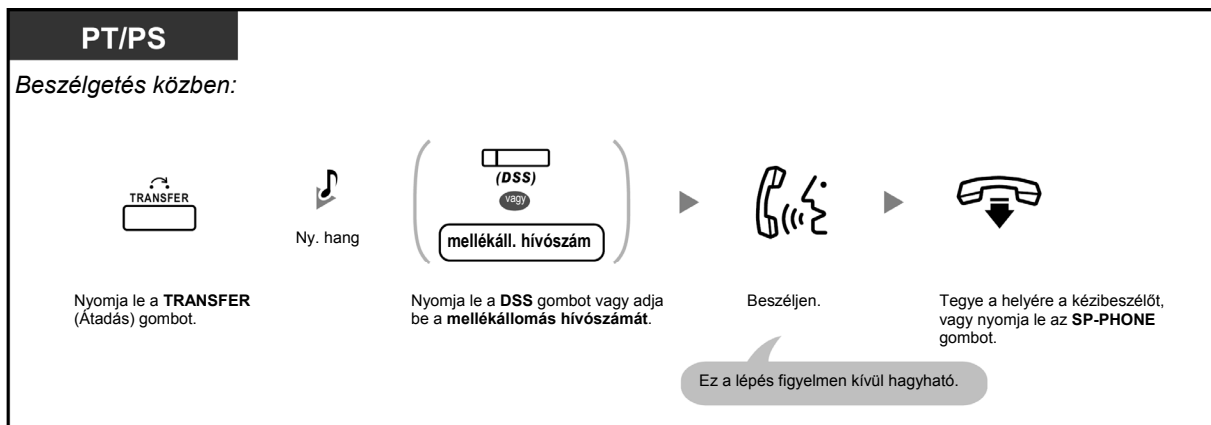 PT/PS
Beszélgetés közben:
TRANSFER
Ny. hang
(DSS)
vagy
mellékáll. hívószám
Nyomja le a TRANSFER
(Átadás) gombot.
Nyomja le a DSS gombot vagy adja
be a mellékállomás hívószámát.
Beszéljen.
Tegye a helyére a kézibeszélőt,
vagy nyomja le az SP-PHONE
gombot.
Ez a lépés figyelmen kívül hagyható.